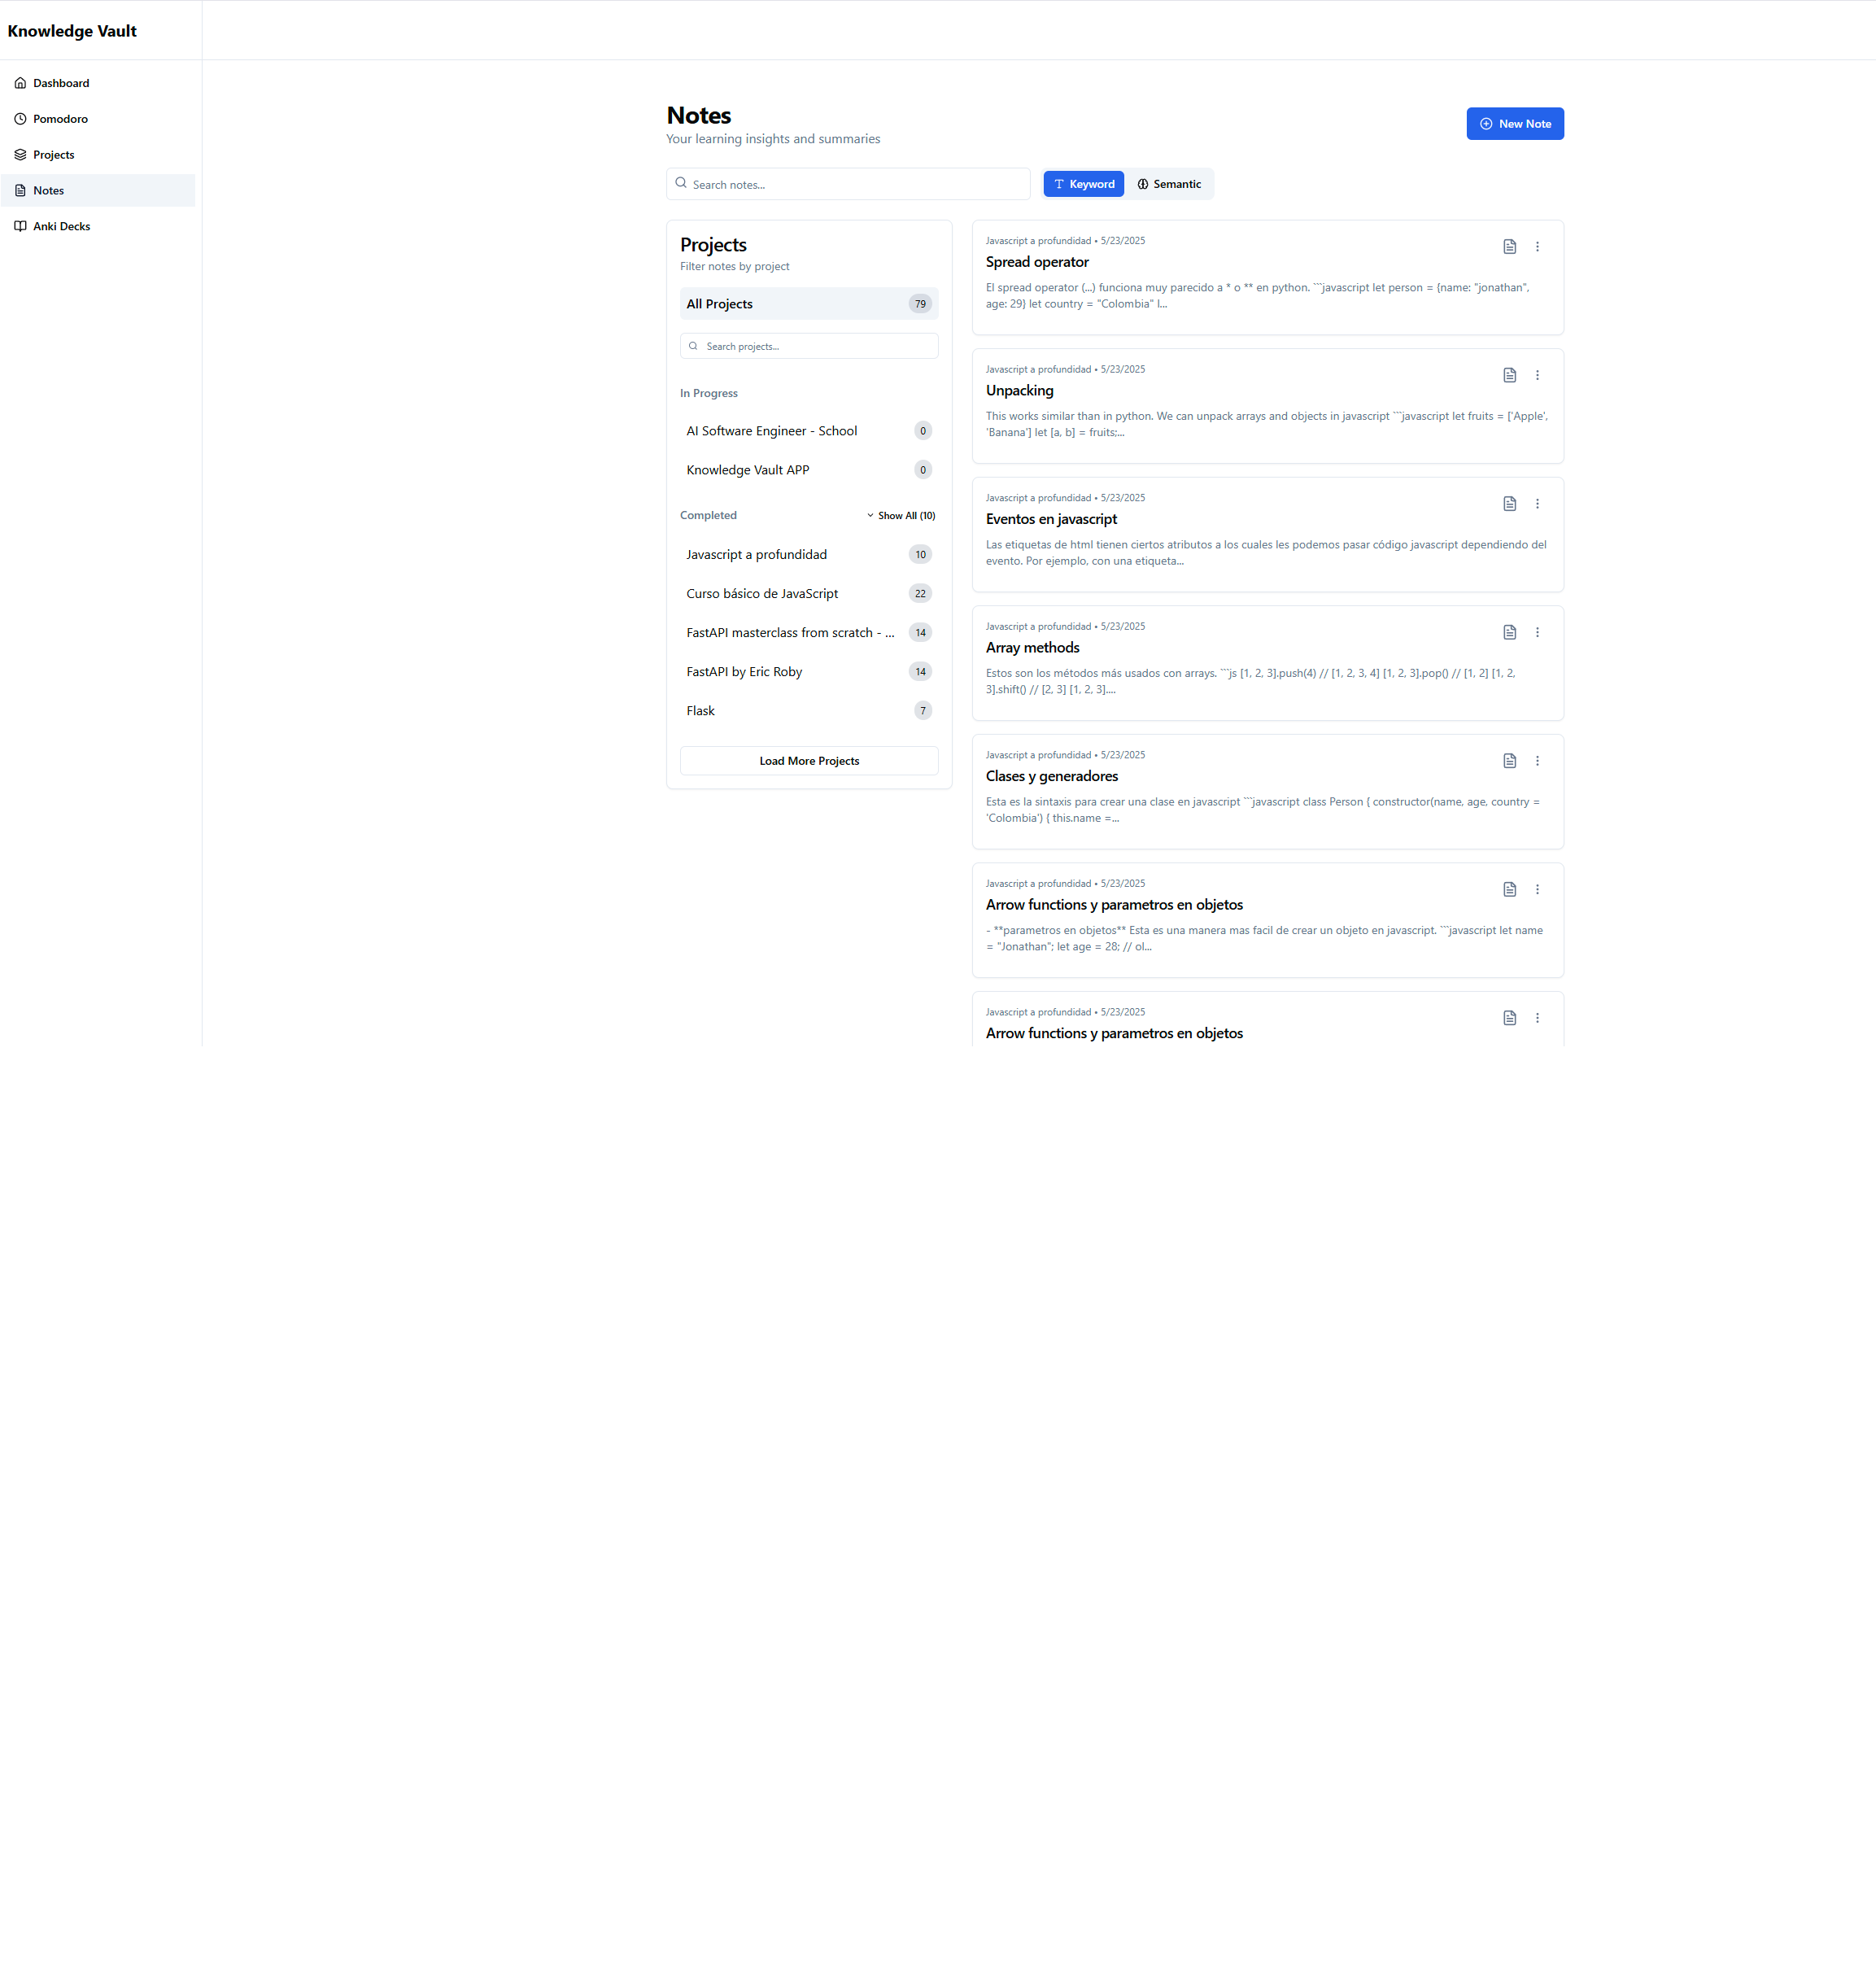 Knowledge Vault
Dashboard
Pomodoro
Projects
Notes
Anki Decks
Notes
Your learning insights and summaries
New Note
Search notes...
Keyword
Semantic
Projects
Filter notes by project
All Projects
79
Search projects...
In Progress
AI Software Engineer - School
0
Knowledge Vault APP
0
Completed
Show All (10)
Javascript a profundidad
10
Curso básico de JavaScript
22
FastAPI masterclass from scratch - ...
14
FastAPI by Eric Roby
14
Flask
7
Load More Projects
Javascript a profundidad • 5/23/2025
Spread operator
El spread operator (...) funciona muy parecido a * o ** en python. ```javascript let person = {name: "jonathan",
age: 29} let country = "Colombia" l...
Javascript a profundidad • 5/23/2025
Unpacking
This works similar than in python. We can unpack arrays and objects in javascript ```javascript let fruits = ['Apple',
'Banana'] let [a, b] = fruits;...
Javascript a profundidad • 5/23/2025
Eventos en javascript
Las etiquetas de html tienen ciertos atributos a los cuales les podemos pasar código javascript dependiendo del
evento. Por ejemplo, con una etiqueta...
Javascript a profundidad • 5/23/2025
Array methods
Estos son los métodos más usados con arrays. ```js [1, 2, 3].push(4) // [1, 2, 3, 4] [1, 2, 3].pop() // [1, 2] [1, 2,
3].shift() // [2, 3] [1, 2, 3]....
Javascript a profundidad • 5/23/2025
Clases y generadores
Esta es la sintaxis para crear una clase en javascript ```javascript class Person { constructor(name, age, country =
'Colombia') { this.name =...
Javascript a profundidad • 5/23/2025
Arrow functions y parametros en objetos
- **parametros en objetos** Esta es una manera mas facil de crear un objeto en javascript. ```javascript let name
= "Jonathan"; let age = 28; // ol...
Javascript a profundidad • 5/23/2025
Arrow functions y parametros en objetos